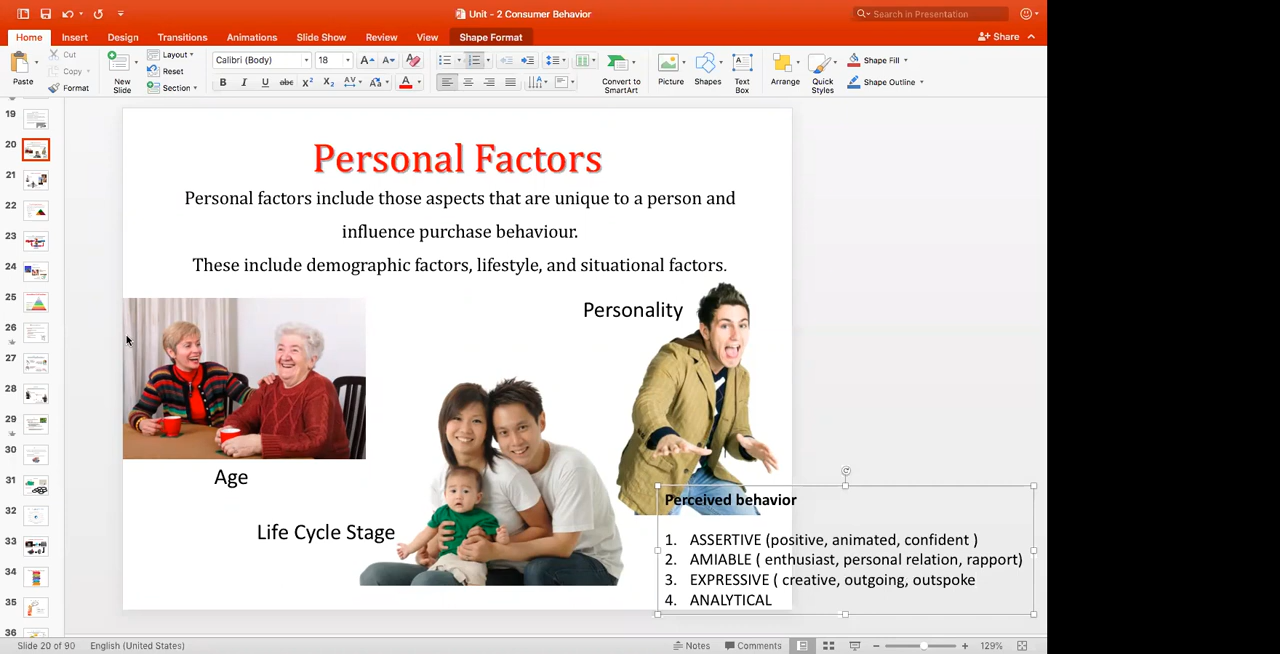 Unit - 2 Consumer Behavior
Search in Presentation
Home Insert Design Transitions Animations Slide Show Review View Shape Format
Share
Paste
Cut
Copy
Format
New Slide
Layout
Reset
Section
Calibri (Body) 18
Convert to SmartArt
Picture
Shapes
Text Box
Arrange
Quick Styles
Shape Fill
Shape Outline
19
20
21
22
23
24
25
26
27
28
29
30
31
32
33
34
35
36
Personal Factors
Personal factors include those aspects that are unique to a person and
influence purchase behaviour.
These include demographic factors, lifestyle, and situational factors.
Personality
Age
Life Cycle Stage
Perceived behavior
1. ASSERTIVE (positive, animated, confident )
2. AMIABLE ( enthusiast, personal relation, rapport)
3. EXPRESSIVE ( creative, outgoing, outspoke
4. ANALYTICAL
Slide 20 of 90 English (United States) Notes Comments 129%